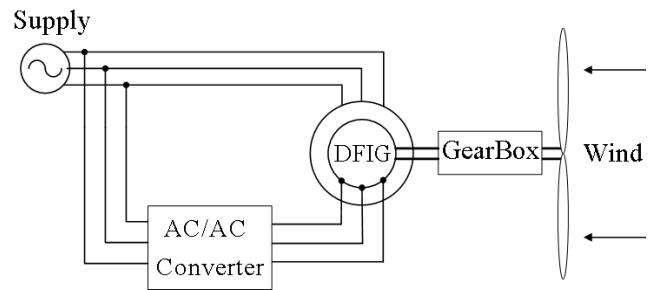 Supply
DFIG
GearBox
Wind
AC/AC
Converter